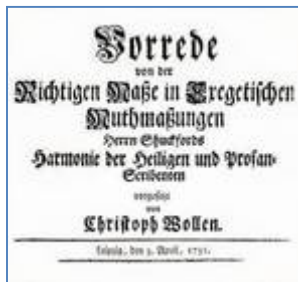 Vorrede
von der
Richtigen Maße in Exegetischen
Muthmaßungen
Herrn Shuckfords
Harmonie der Heiligen und Profan-
Scribenten
vorgesetzt
von
Christoph Wollen.
Leipzig, den 3. April, 1731.